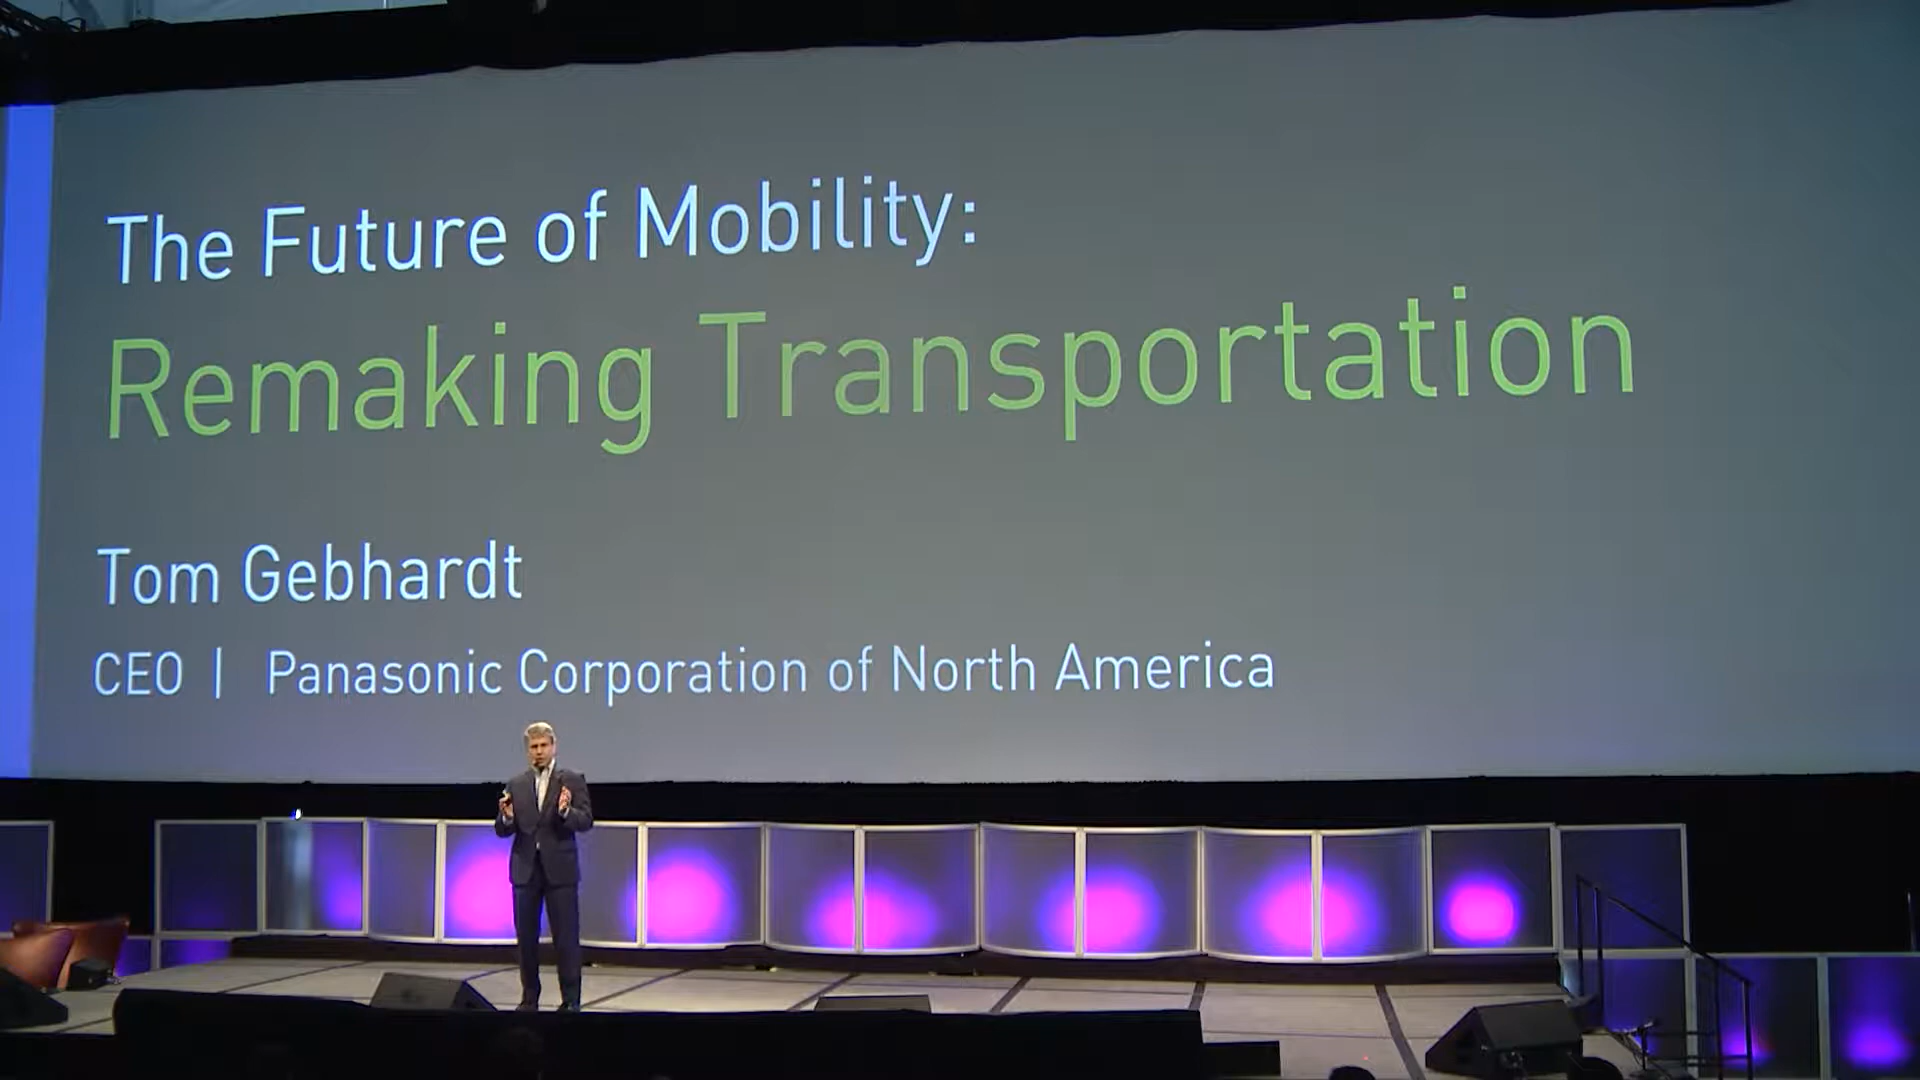 The Future of Mobility:
Remaking Transportation
Tom Gebhardt
CEO | Panasonic Corporation of North America